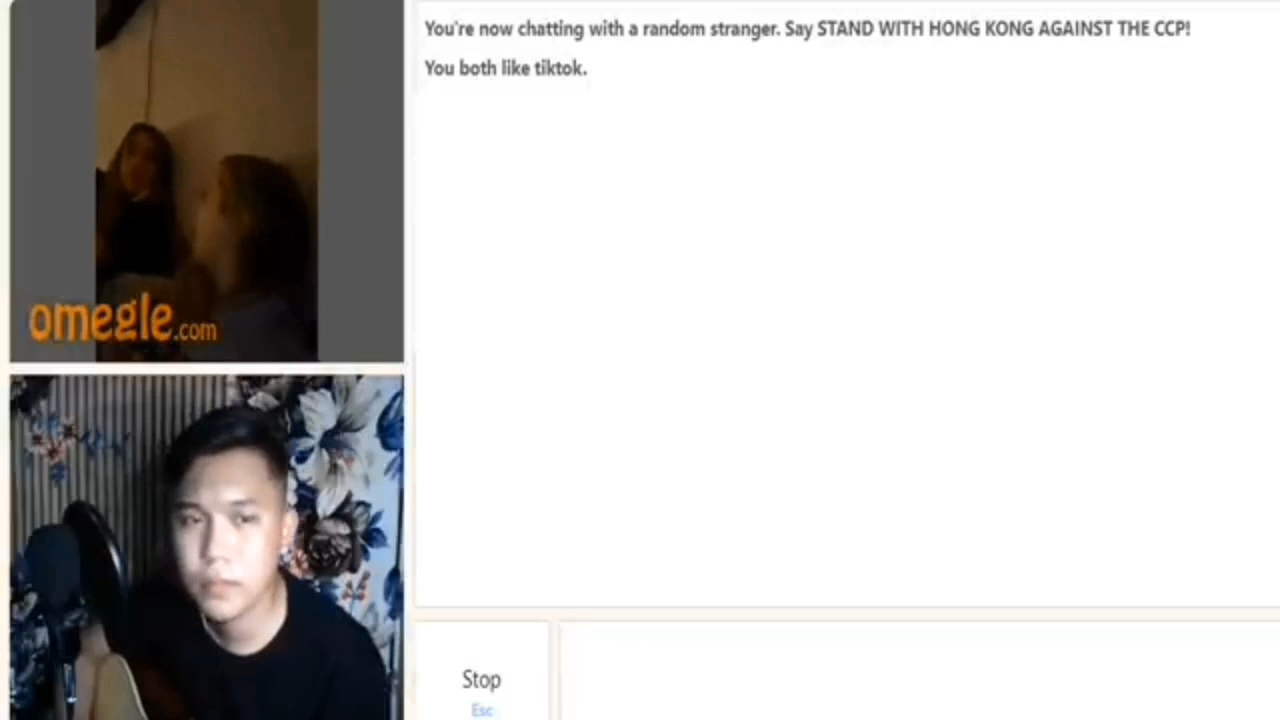 You're now chatting with a random stranger. Say STAND WITH HONG KONG AGAINST THE CCP!
You both like tiktok.
omegle.com
Stop
Esc